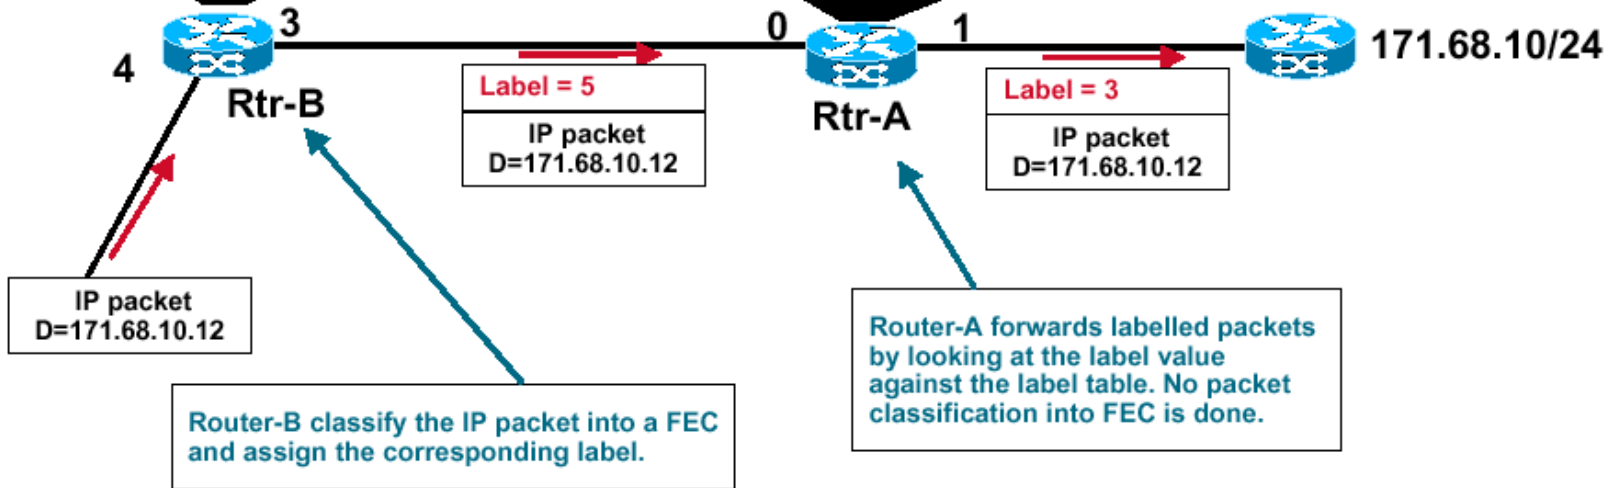 3
0
1
171.68.10/24
4
Label = 5
Label = 3
Rtr-B
Rtr-A
IP packet
D=171.68.10.12
IP packet
D=171.68.10.12
IP packet
D=171.68.10.12
Router-A forwards labelled packets
by looking at the label value
against the label table. No packet
classification into FEC is done.
Router-B classify the IP packet into a FEC
and assign the corresponding label.